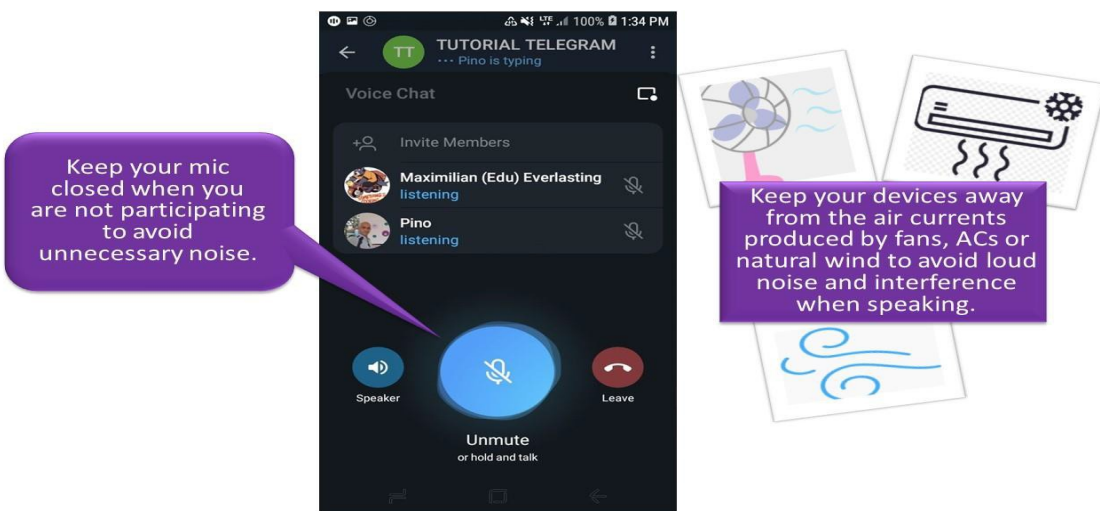 Keep your mic
closed when you
are not participating
to avoid
unnecessary noise.
LTE 100% 1:34 PM
TT
TUTORIAL TELEGRAM
··· Pino is typing
Voice Chat
Invite Members
Maximilian (Edu) Everlasting
listening
Pino
listening
Speaker
Leave
Unmute
or hold and talk
Keep your devices away
from the air currents
produced by fans, ACs or
natural wind to avoid loud
noise and interference
when speaking.